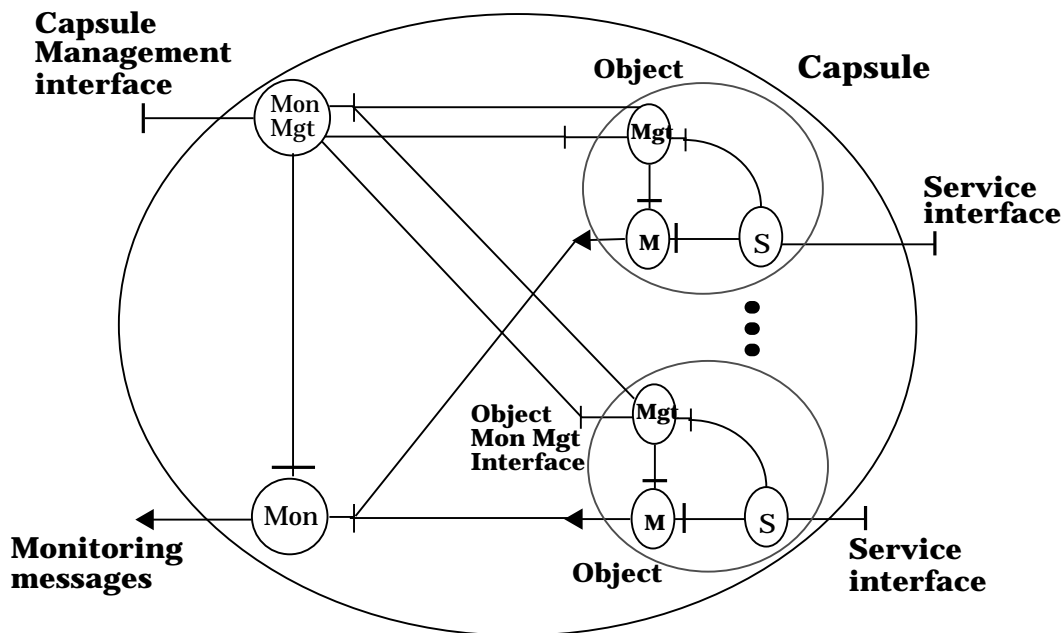 Capsule
Management
interface
Object
Capsule
Mon
Mgt
Mgt
M
S
Service
interface
Object
Mon Mgt
Interface
Mgt
Mon
M
S
Monitoring
messages
Object
Service
interface